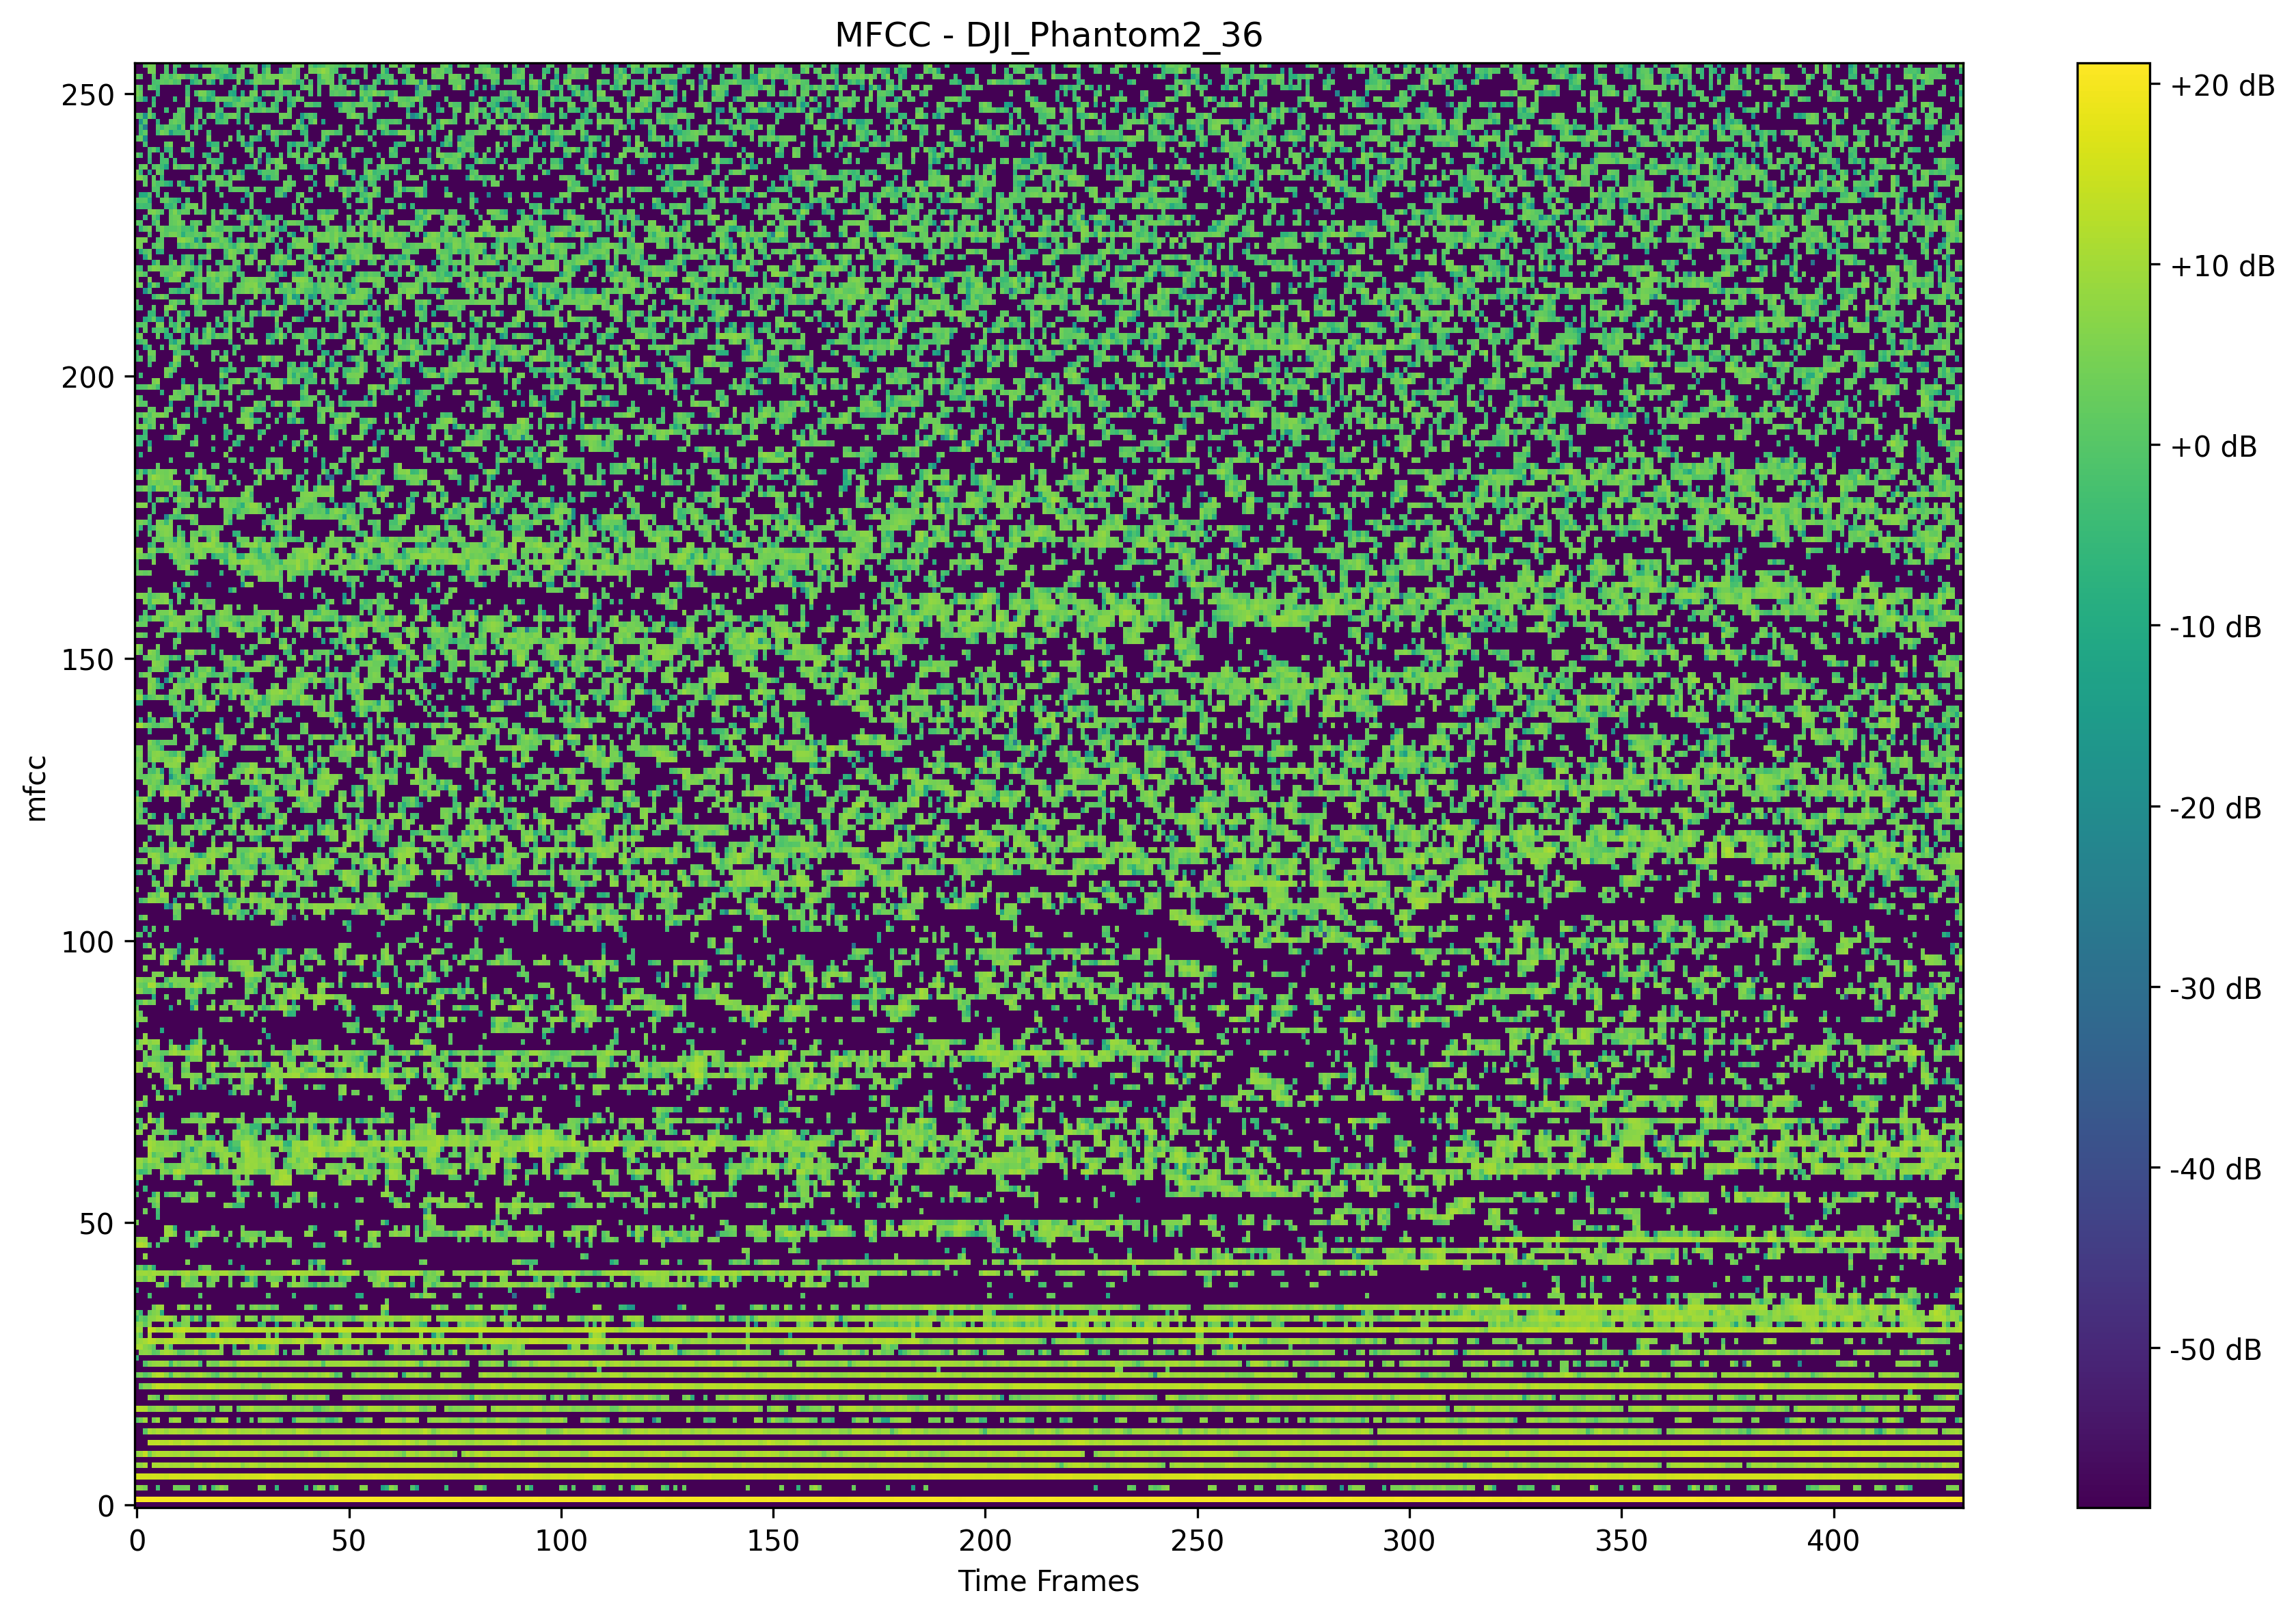 MFCC - DJI_Phantom2_36
250
200
150
100
50
0
mfcc
0 50 100 150 200 250 300 350 400
Time Frames
+20 dB
+10 dB
+0 dB
-10 dB
-20 dB
-30 dB
-40 dB
-50 dB